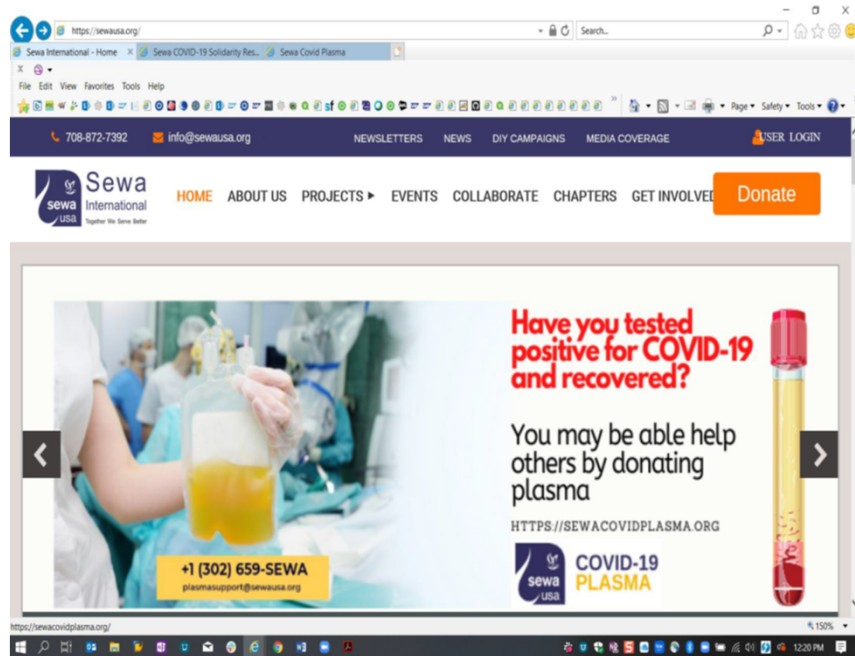 https://sewausa.org/
Search...
Sewa International - Home
Sewa COVID-19 Solidarity Res...
Sewa Covid Plasma
X
File Edit View Favorites Tools Help
Page Safety Tools
708-872-7392 info@sewausa.org NEWSLETTERS NEWS DIY CAMPAIGNS MEDIA COVERAGE USER LOGIN
sewa
usa
Sewa
International
Together We Serve Better
HOME ABOUT US PROJECTS EVENTS COLLABORATE CHAPTERS GET INVOLVED
Donate
Have you tested
positive for COVID-19
and recovered?
You may be able help
others by donating
plasma
HTTPS://SEWACOVIDPLASMA.ORG
+1 (302) 659-SEWA
plasmasupport@sewausa.org
sewa
usa
COVID-19
PLASMA
https://sewacovidplasma.org/
150%
12:20 PM